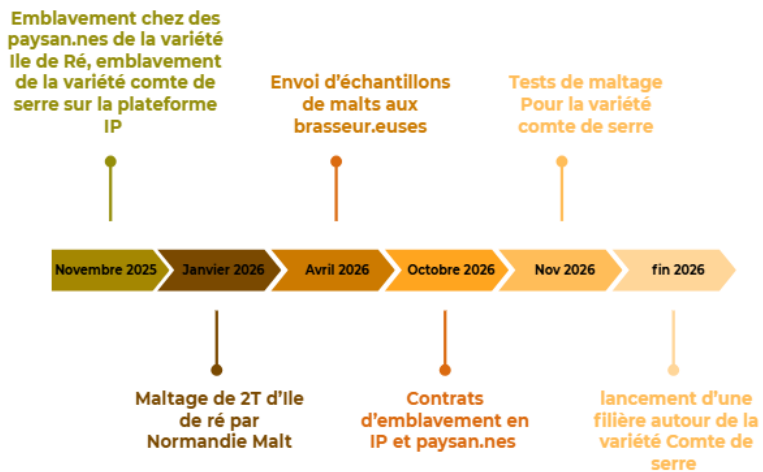 Emblavement chez des
paysan.nes de la variété
Ile de Ré, emblavement
de la variété comte de
serre sur la plateforme
IP
Envoi d'échantillons
de malts aux
brasseur.euses
Tests de maltage
Pour la variété
comte de serre
Novembre 2025
Janvier 2026
Avril 2026
Octobre 2026
Nov 2026
fin 2026
Maltage de 2T d'Ile
de ré par
Normandie Malt
Contrats
d'emblavement en
IP et paysan.nes
lancement d'une
filière autour de la
variété Comte de
serre